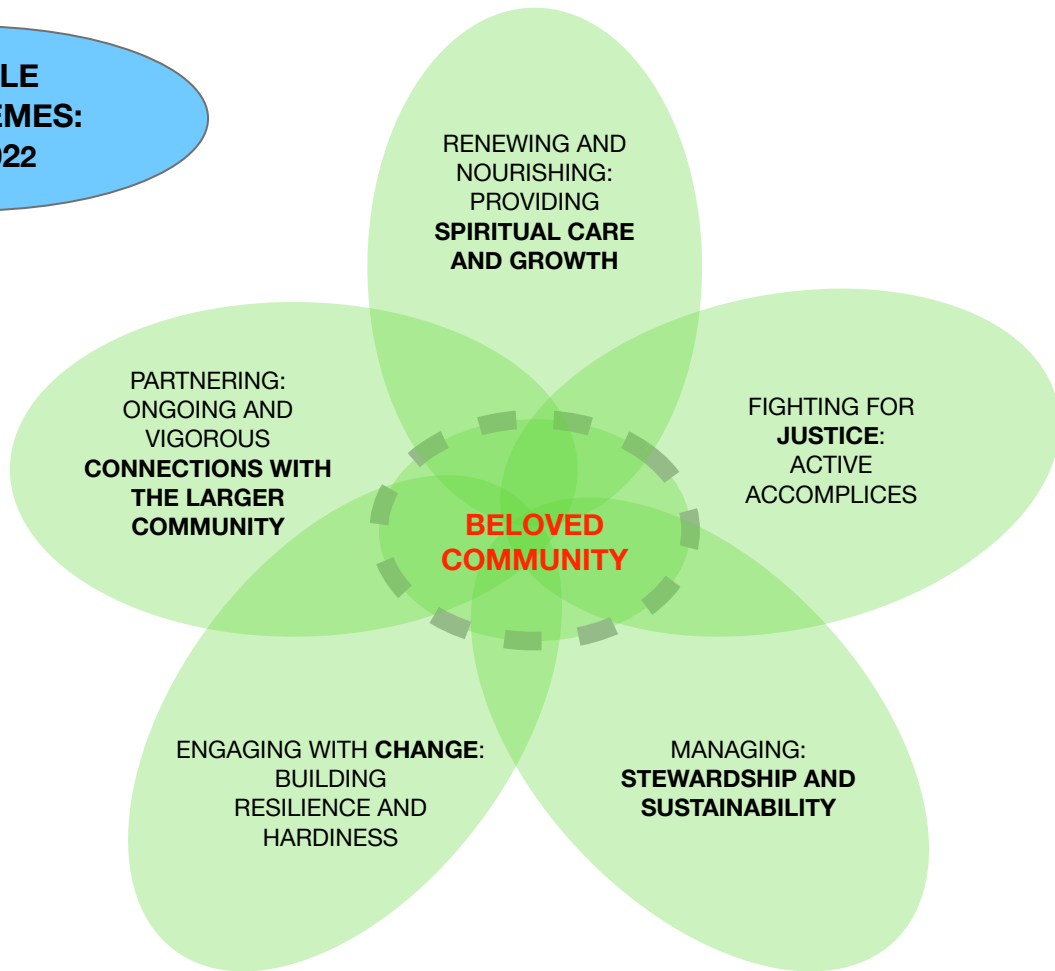 LE
EMES:
022
RENEWING AND
NOURISHING:
PROVIDING
SPIRITUAL CARE
AND GROWTH
PARTNERING:
ONGOING AND
VIGOROUS
CONNECTIONS WITH
THE LARGER
COMMUNITY
FIGHTING FOR
JUSTICE:
ACTIVE
ACCOMPLICES
BELOVED
COMMUNITY
ENGAGING WITH CHANGE:
BUILDING
RESILIENCE AND
HARDINESS
MANAGING:
STEWARDSHIP AND
SUSTAINABILITY